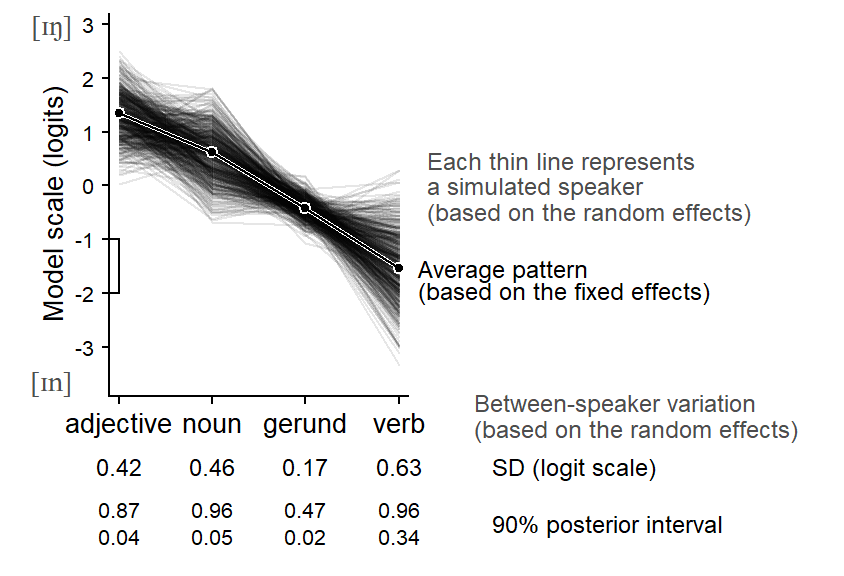 [ɪŋ]
3
2
1
0
-1
-2
-3
Model scale (logits)
[ɪn]
Each thin line represents
a simulated speaker
(based on the random effects)
Average pattern
(based on the fixed effects)
adjective noun gerund verb
Between-speaker variation
(based on the random effects)
0.42 0.46 0.17 0.63 SD (logit scale)
0.87 0.96 0.47 0.96
90% posterior interval
0.04 0.05 0.02 0.34